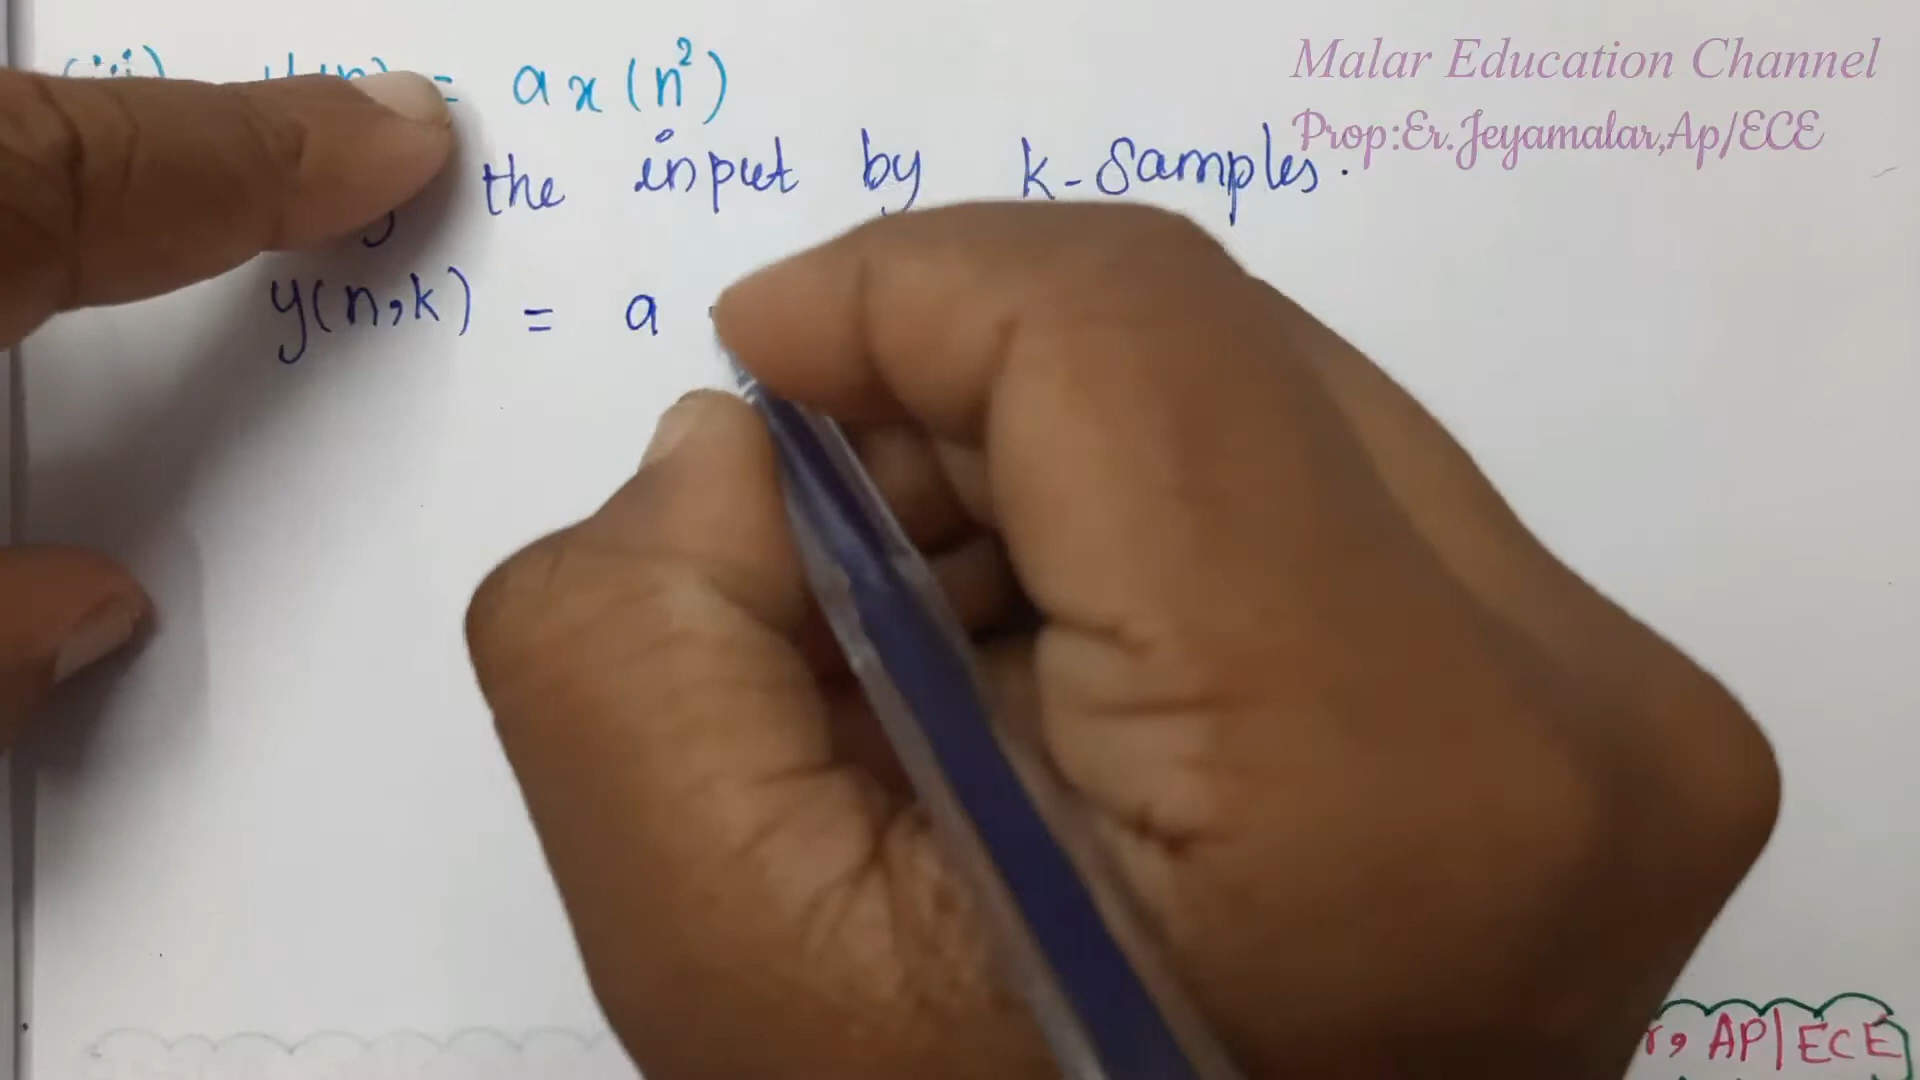 Malar Education Channel
Prop:Er.Jeyamalar,Ap/ECE
= a x (n²)
the input by k-Samples.
y(n,k) = a
AP|ECE